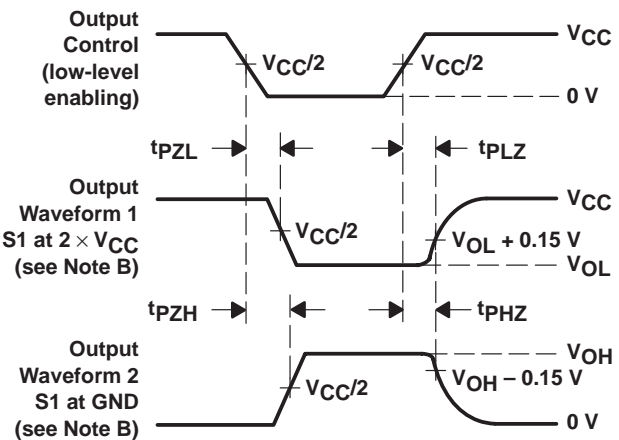 Output
Control
(low-level
enabling)
VCC/2
VCC/2
VCC
0 V
tPZL
tPLZ
Output
Waveform 1
S1 at 2 × VCC
(see Note B)
VCC/2
VCC
VOL + 0.15 V
VOL
tPZH
tPHZ
Output
Waveform 2
S1 at GND
(see Note B)
VCC/2
VOH
VOH – 0.15 V
0 V